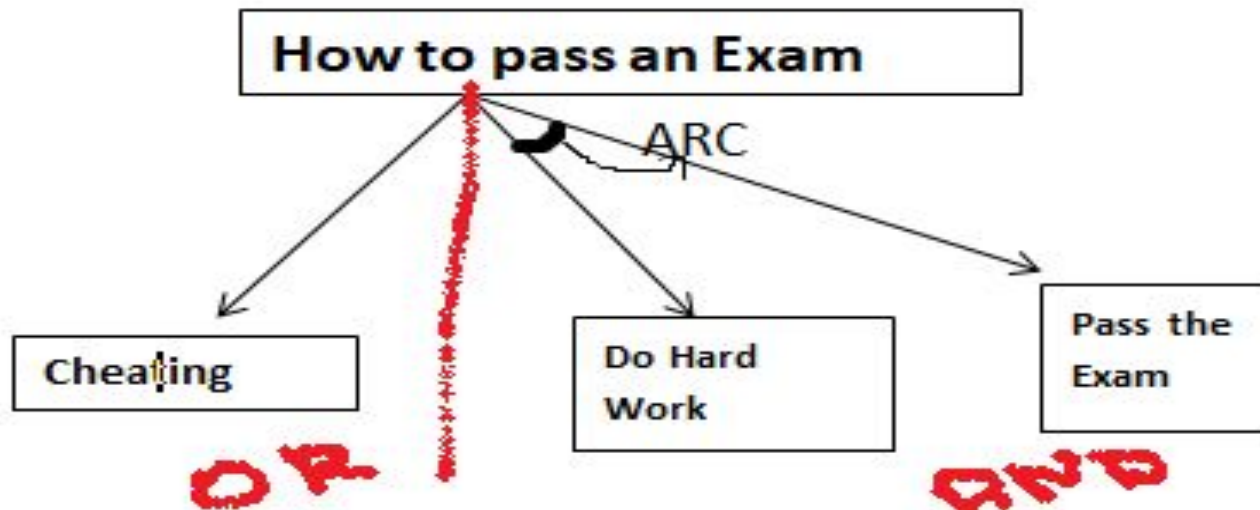 How to pass an Exam
ARC
Cheating
Do Hard
Work
Pass the
Exam
OR
AND